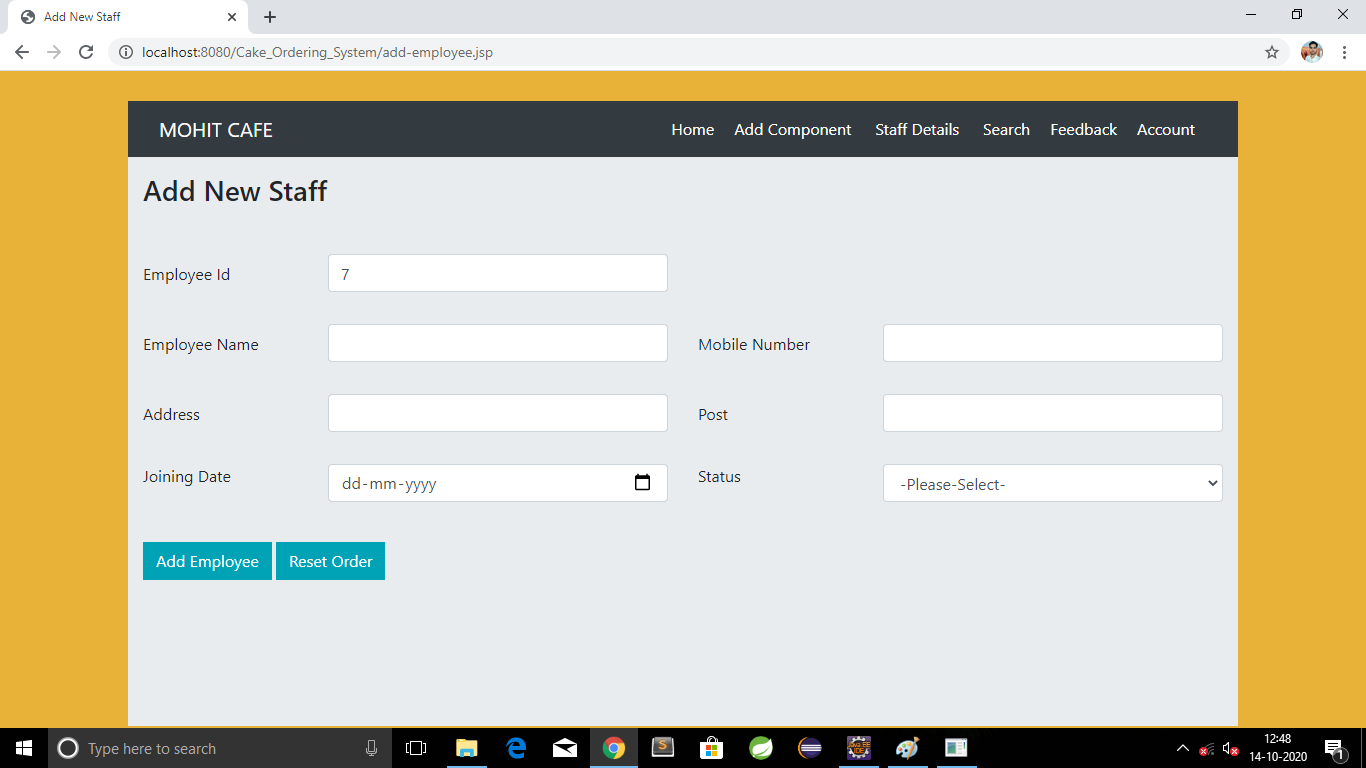 Add New Staff
localhost:8080/Cake_Ordering_System/add-employee.jsp
MOHIT CAFE Home Add Component Staff Details Search Feedback Account
Add New Staff
Employee Id 7
Employee Name Mobile Number
Address Post
Joining Date dd-mm-yyyy Status -Please-Select-
Add Employee Reset Order
Type here to search
12:48
14-10-2020
1